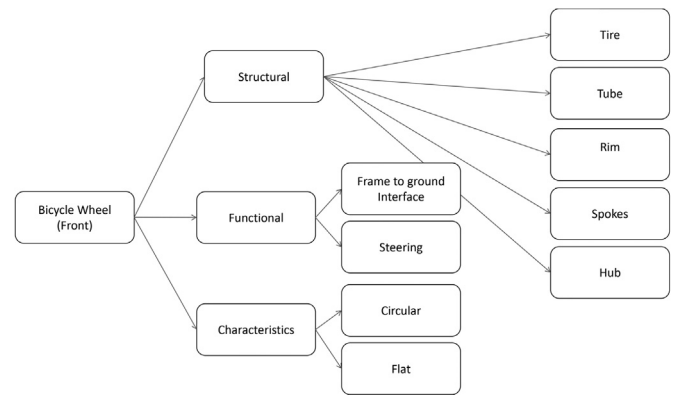 Tire
Structural
Tube
Rim
Frame to ground
Interface
Bicycle Wheel
(Front)
Functional
Spokes
Steering
Hub
Circular
Characteristics
Flat